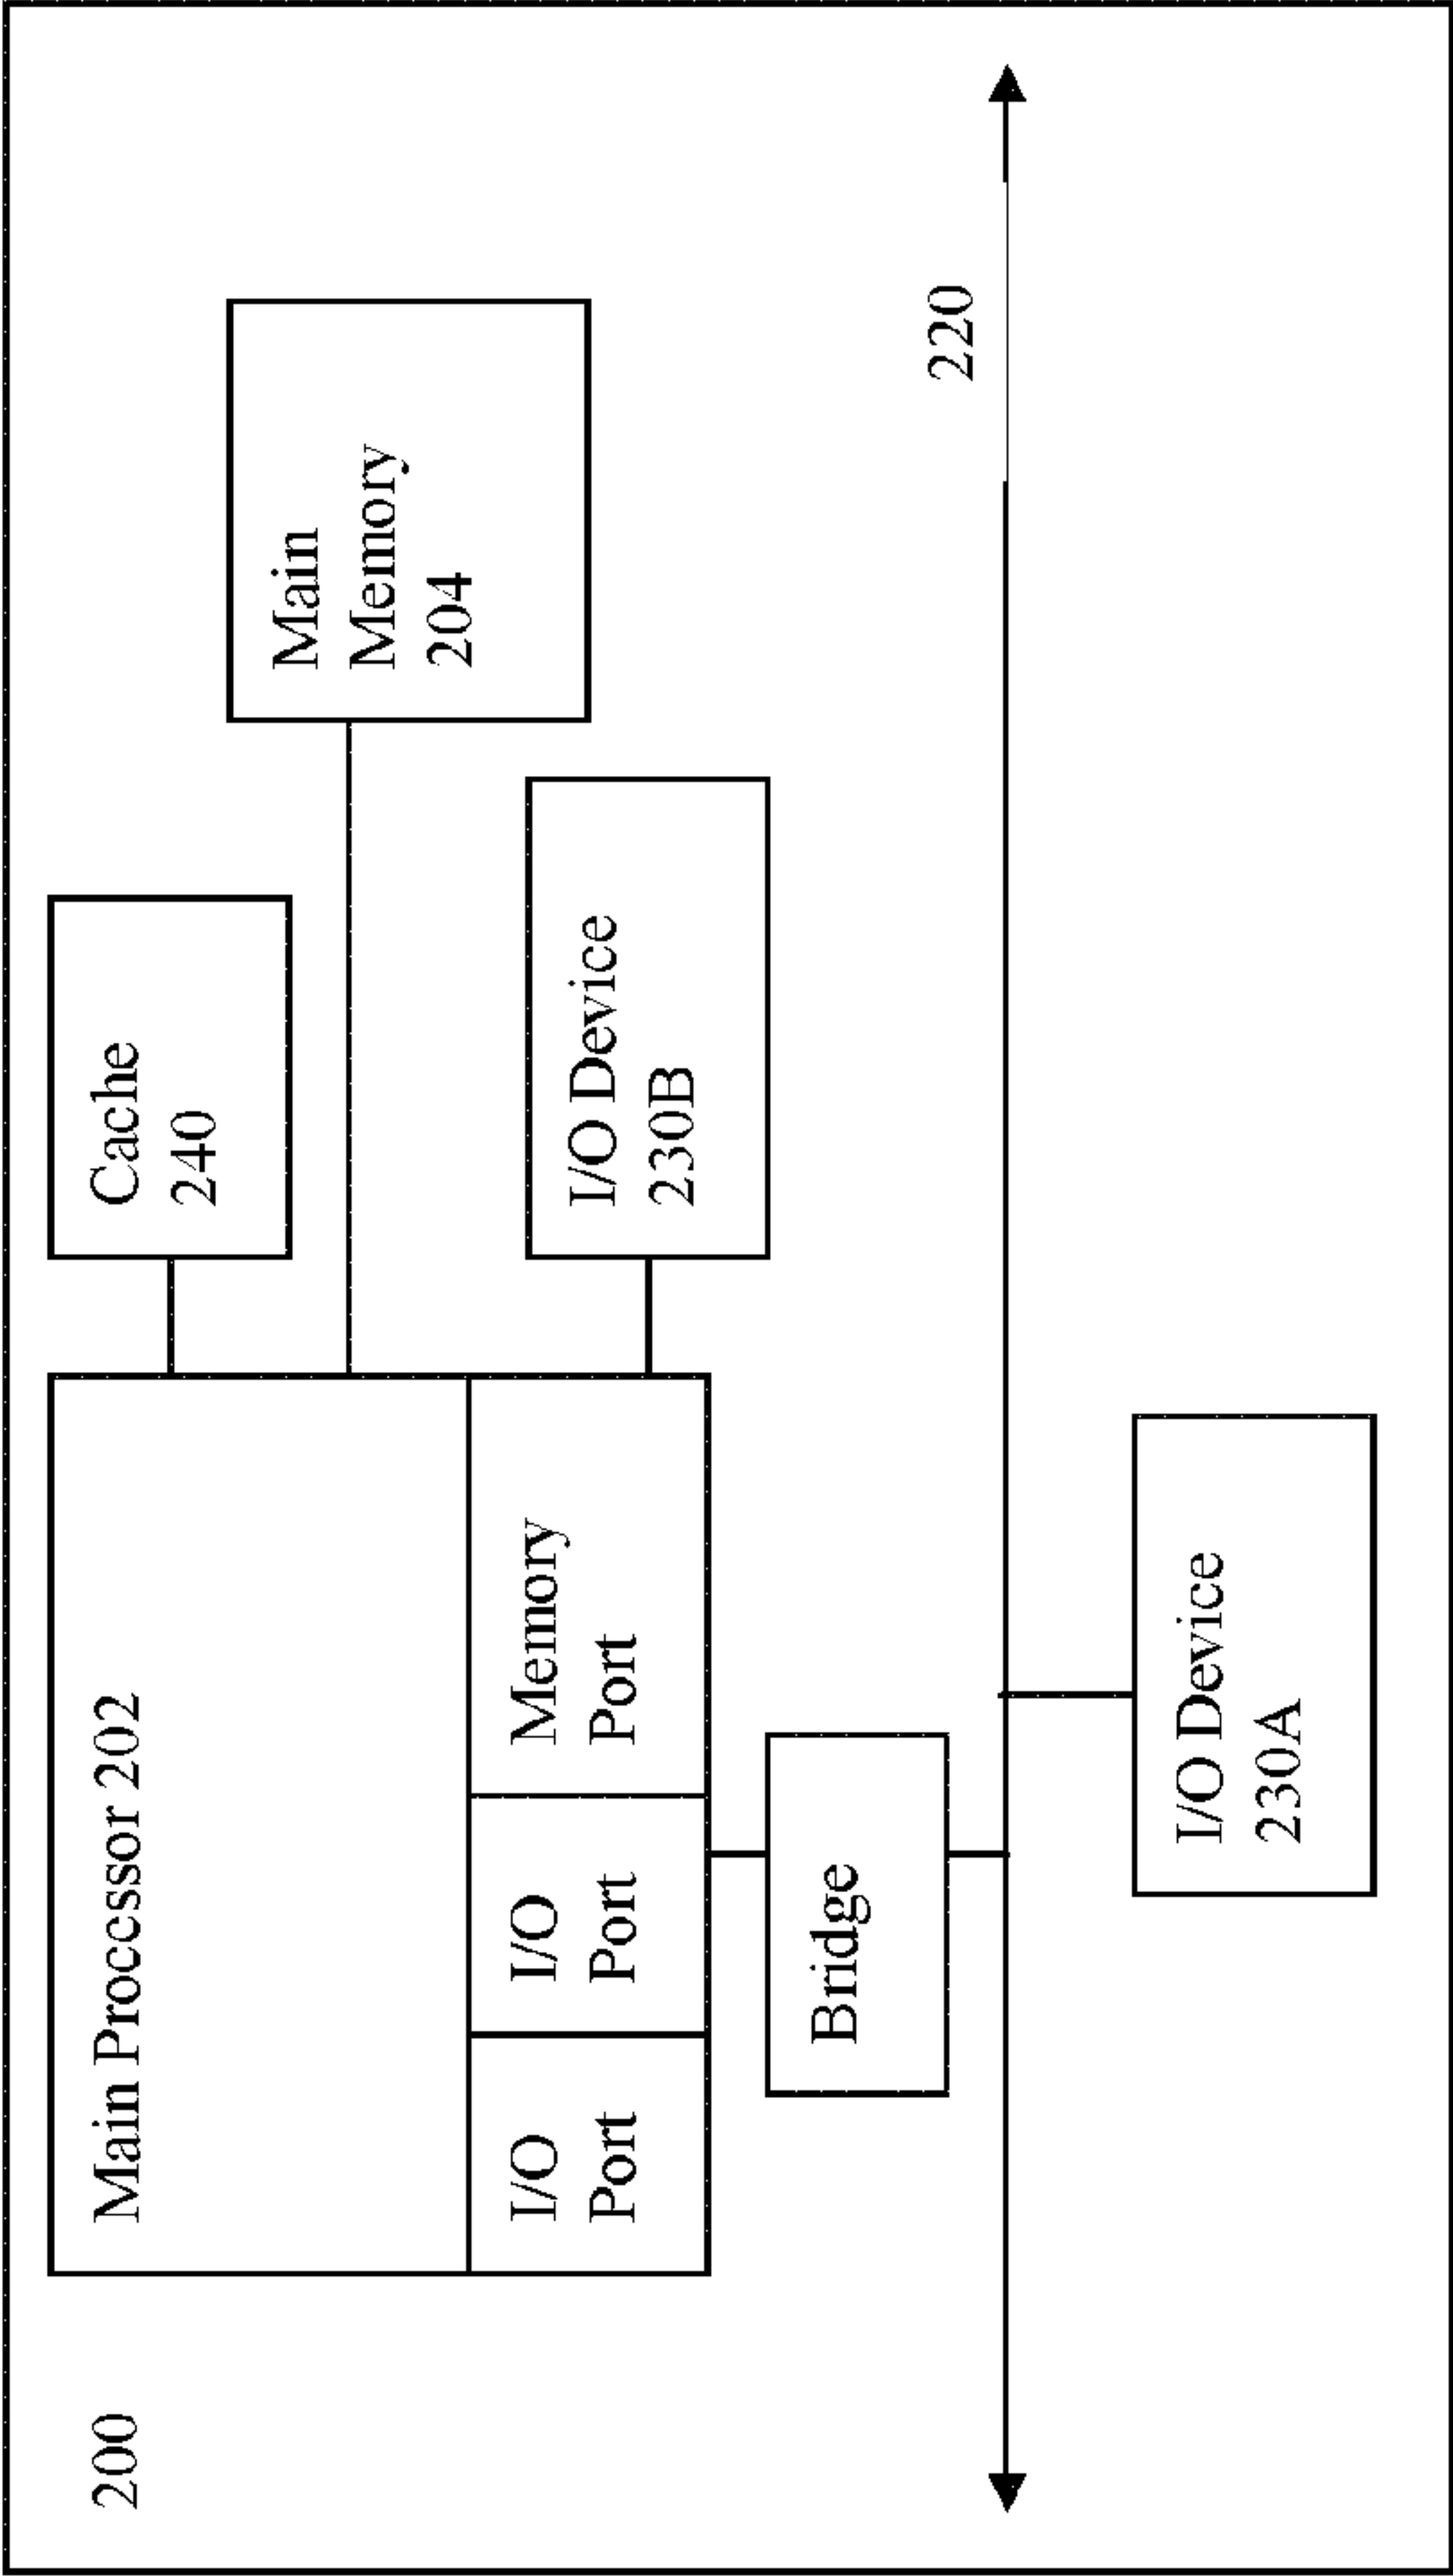 200
Main Processor 202
Cache
240
Main
Memory
204
I/O
Port
I/O
Port
Memory
Port
I/O Device
230B
Bridge
220
I/O Device
230A